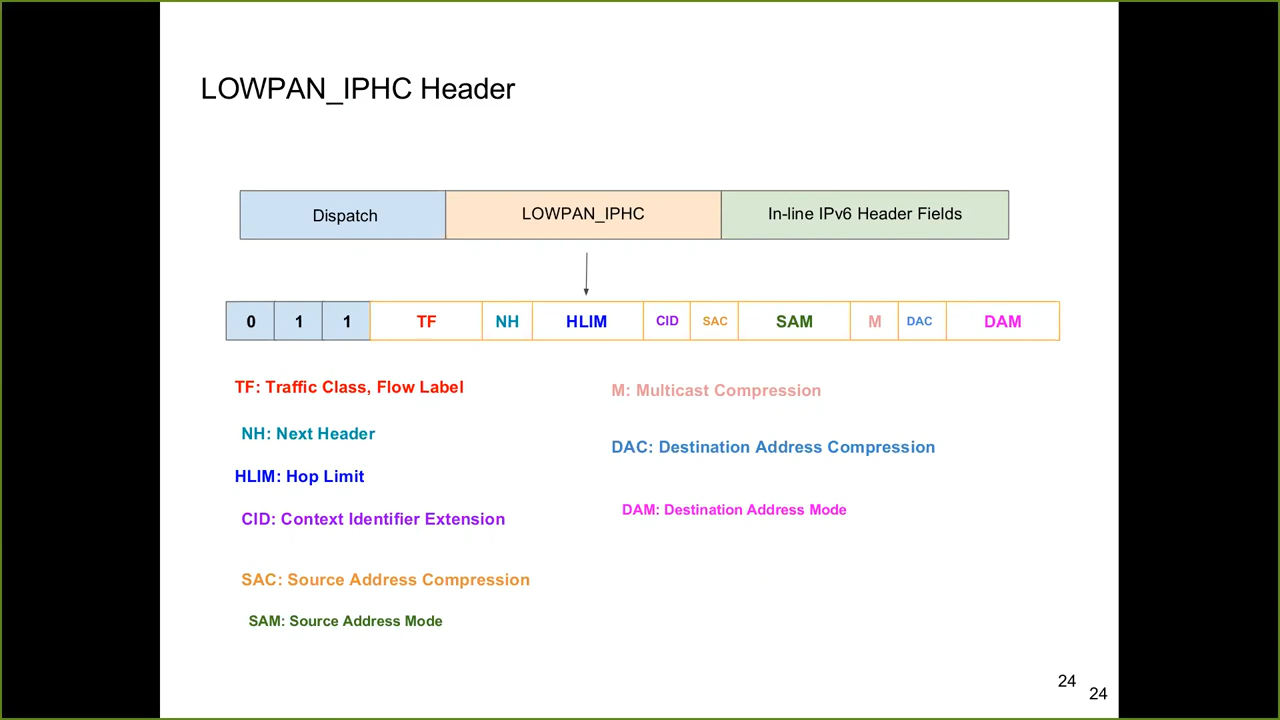 LOWPAN_IPHC Header
Dispatch LOWPAN_IPHC In-line IPv6 Header Fields
0 1 1 TF NH HLIM CID SAC SAM M DAC DAM
TF: Traffic Class, Flow Label
NH: Next Header
HLIM: Hop Limit
CID: Context Identifier Extension
SAC: Source Address Compression
SAM: Source Address Mode
M: Multicast Compression
DAC: Destination Address Compression
DAM: Destination Address Mode
24
24